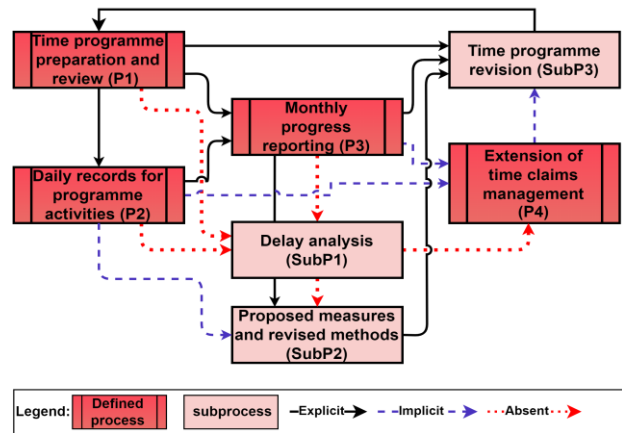 Time programme
preparation and
review (P1)
Time programme
revision (SubP3)
Monthly
progress
reporting (P3)
Daily records for
programme
activities (P2)
Extension of
time claims
management
(P4)
Delay analysis
(SubP1)
Proposed measures
and revised methods
(SubP2)
Legend:
Defined
process
subprocess
Explicit
Implicit
Absent